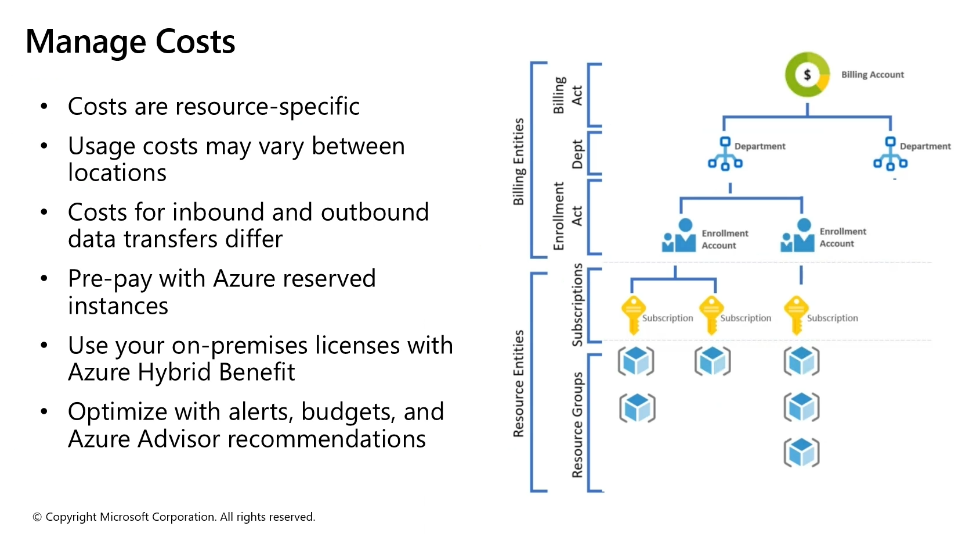 Manage Costs
• Costs are resource-specific
• Usage costs may vary between
locations
• Costs for inbound and outbound
data transfers differ
• Pre-pay with Azure reserved
instances
• Use your on-premises licenses with
Azure Hybrid Benefit
• Optimize with alerts, budgets, and
Azure Advisor recommendations
Billing Entities
Billing
Act
Dept
Enrollment
Act
Resource Entities
Subscriptions
Resource Groups
$
Billing Account
Department
Department
Enrollment
Account
Enrollment
Account
Subscription
Subscription
Subscription
© Copyright Microsoft Corporation. All rights reserved.